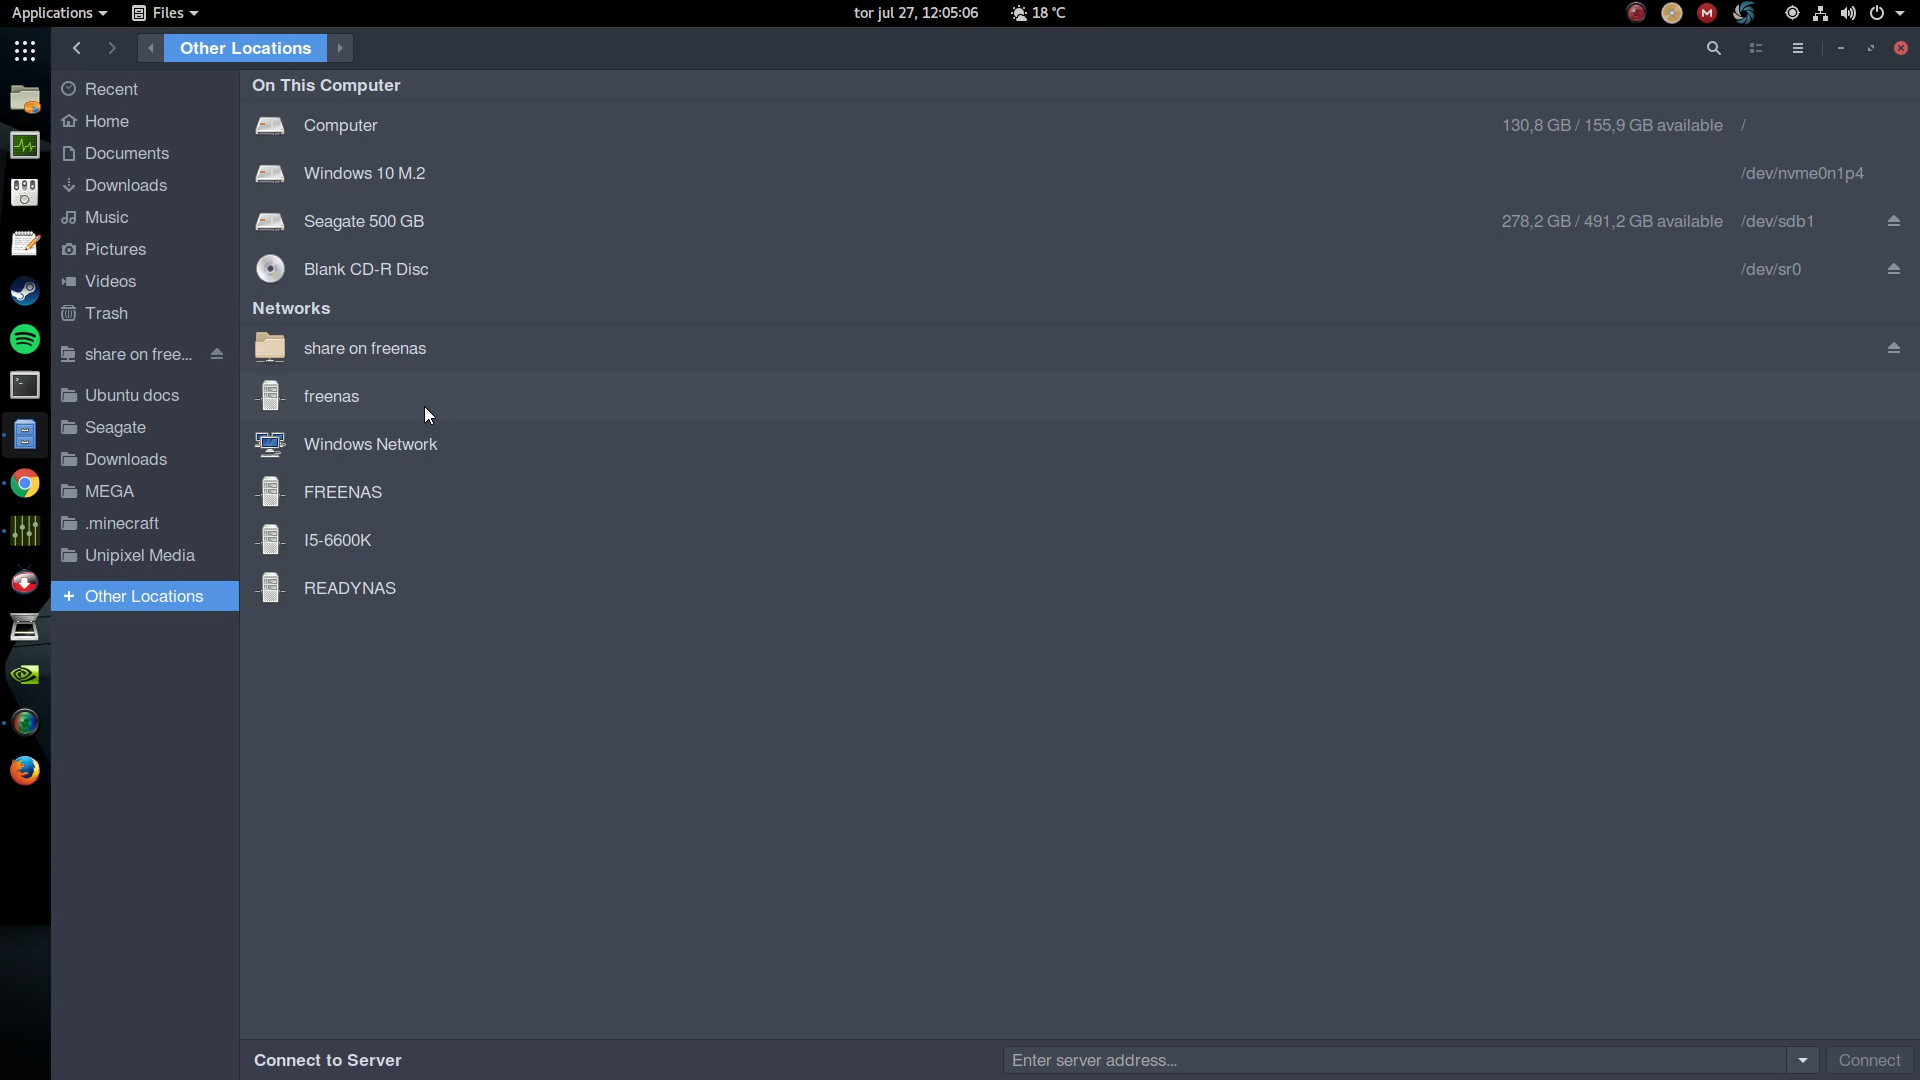 Applications Files tor jul 27, 12:05:06 18 °C
M
Other Locations
Recent
Home
Documents
Downloads
Music
Pictures
Videos
Trash
share on free...
Ubuntu docs
Seagate
Downloads
MEGA
.minecraft
Unipixel Media
+ Other Locations
On This Computer
Computer 130,8 GB / 155,9 GB available /
Windows 10 M.2 /dev/nvme0n1p4
Seagate 500 GB 278,2 GB / 491,2 GB available /dev/sdb1
Blank CD-R Disc /dev/sr0
Networks
share on freenas
freenas
Windows Network
FREENAS
I5-6600K
READYNAS
Connect to Server Enter server address... Connect